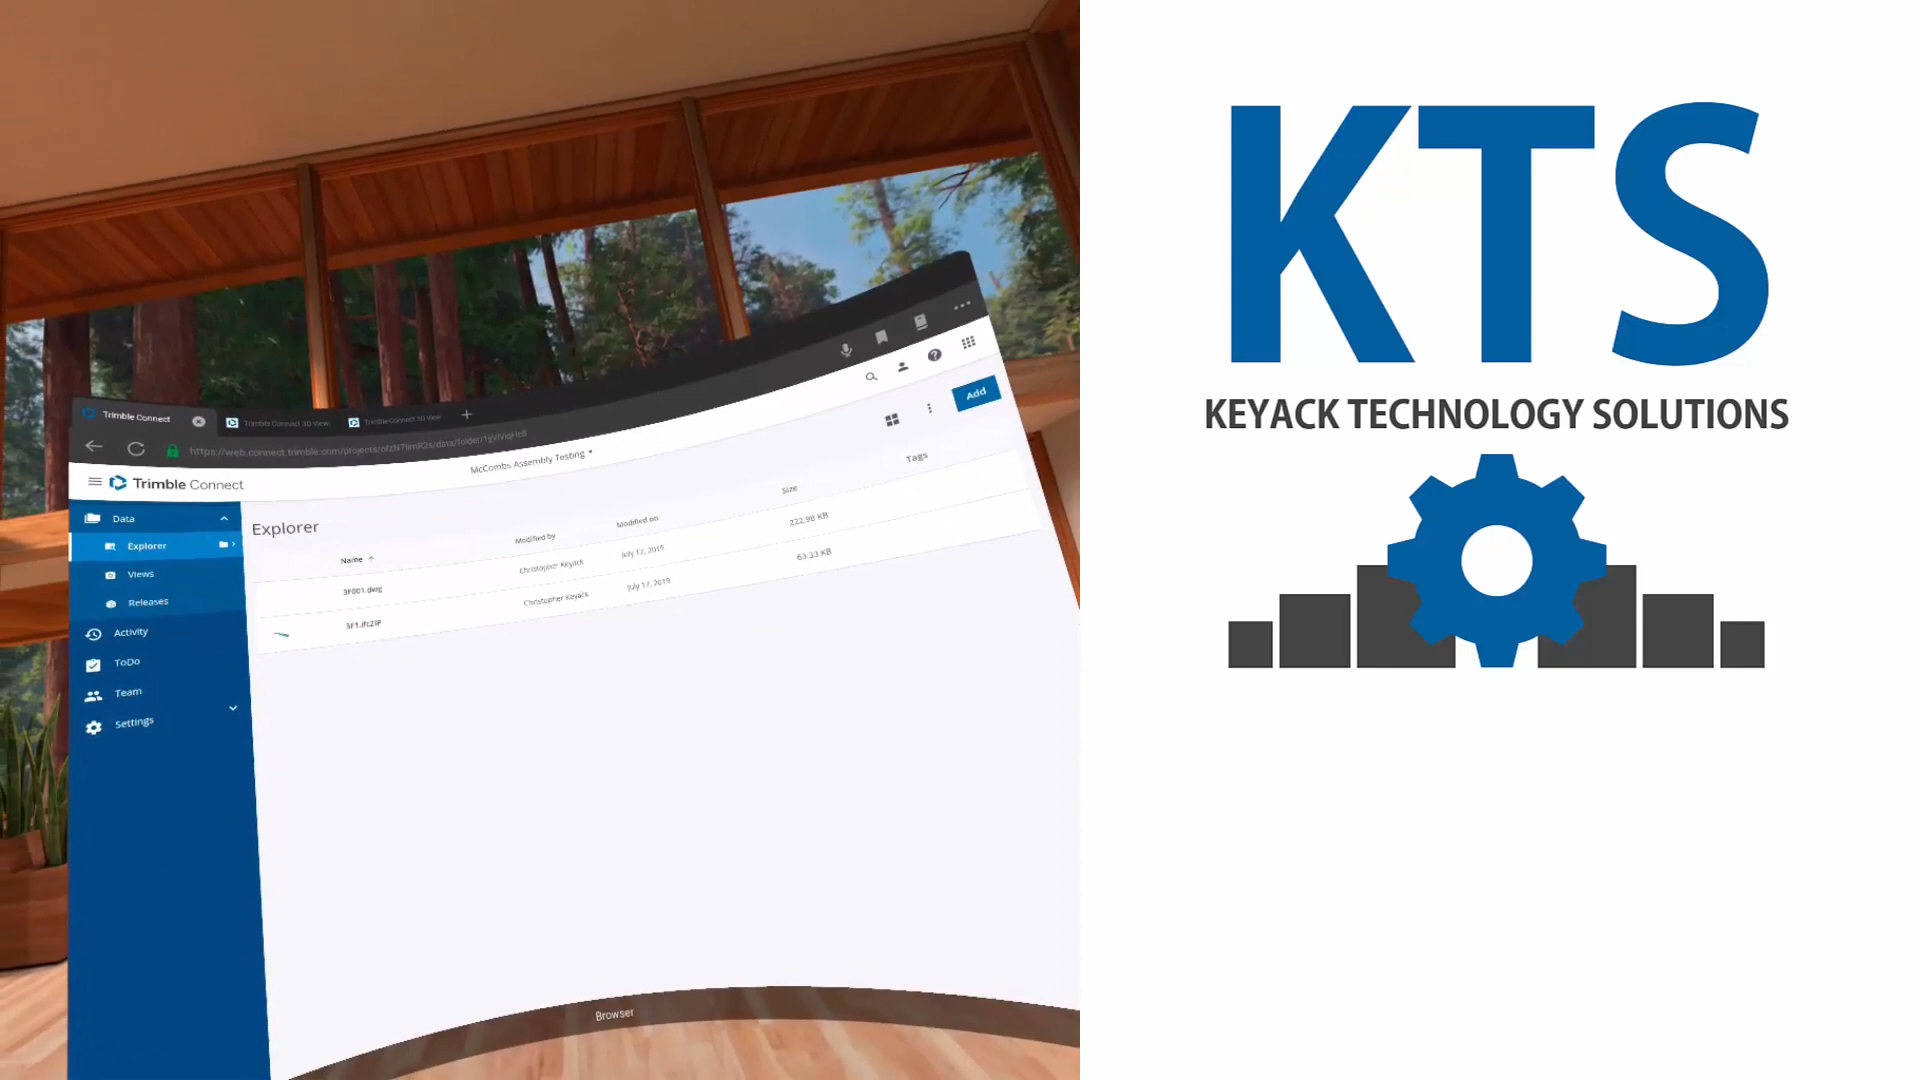 Trimble Connect
Trimble Connect 3D View
Trimble Connect 3D View
McCombs Assembly Testing
Trimble Connect
Add
Data
Explorer
Views
Releases
Activity
ToDo
Team
Settings
Explorer
Name
Modified by
Modified on
Size
Tags
3F001.dwg
Christopher Keyack
July 17, 2019
222.98 KB
3F1.ifcZIP
Christopher Keyack
July 17, 2019
63.33 KB
Browser
KTS
KEYACK TECHNOLOGY SOLUTIONS